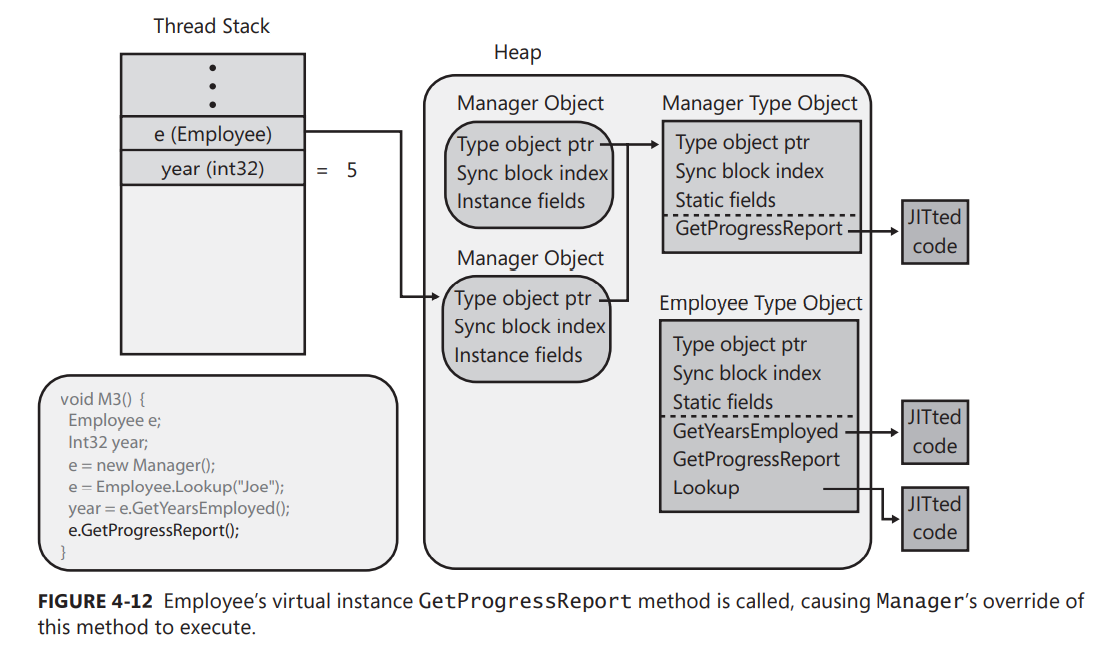 Thread Stack
e (Employee)
year (int32)
= 5
Heap
Manager Object
Type object ptr
Sync block index
Instance fields
Manager Object
Type object ptr
Sync block index
Instance fields
Manager Type Object
Type object ptr
Sync block index
Static fields
GetProgressReport
JITted
code
Employee Type Object
Type object ptr
Sync block index
Static fields
GetYearsEmployed
GetProgressReport
Lookup
JITted
code
JITted
code
void M3() {
Employee e;
Int32 year;
e = new Manager();
e = Employee.Lookup("Joe");
year = e.GetYearsEmployed();
e.GetProgressReport();
}
FIGURE 4-12 Employee’s virtual instance GetProgressReport method is called, causing Manager’s override of
this method to execute.